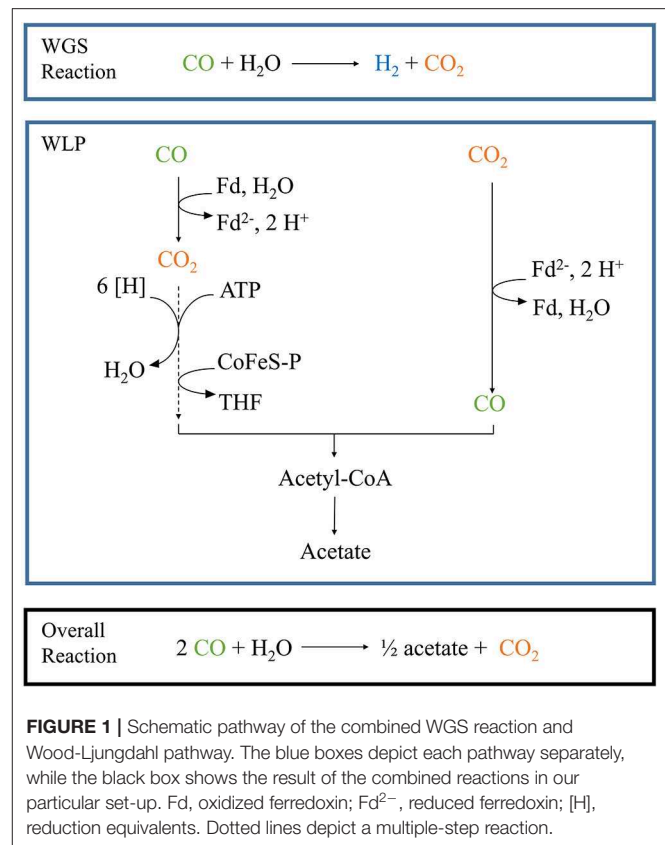 WGS
Reaction
CO + H₂O ⟶ H₂ + CO₂
WLP
CO
CO₂
Fd, H₂O
Fd²⁻, 2 H⁺
CO₂
6 [H]
ATP
H₂O
CoFeS-P
THF
Fd²⁻, 2 H⁺
Fd, H₂O
CO
Acetyl-CoA
Acetate
Overall
Reaction
2 CO + H₂O ⟶ ½ acetate + CO₂
FIGURE 1 | Schematic pathway of the combined WGS reaction and
Wood-Ljungdahl pathway. The blue boxes depict each pathway separately,
while the black box shows the result of the combined reactions in our
particular set-up. Fd, oxidized ferredoxin; Fd²⁻, reduced ferredoxin; [H],
reduction equivalents. Dotted lines depict a multiple-step reaction.